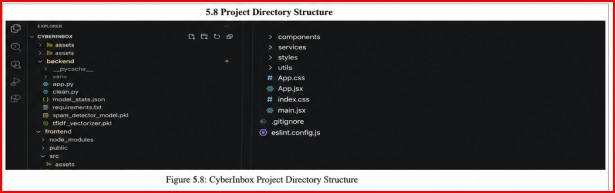 5.8 Project Directory Structure
EXPLORER
CYBERINBOX
assets
assets
backend
__pycache__
venv
app.py
clean.py
model_stats.json
requirements.txt
spam_detector_model.pkl
tfidf_vectorizer.pkl
frontend
node_modules
public
src
assets
components
services
styles
utils
App.css
App.jsx
index.css
main.jsx
.gitignore
eslint.config.js
Figure 5.8: CyberInbox Project Directory Structure